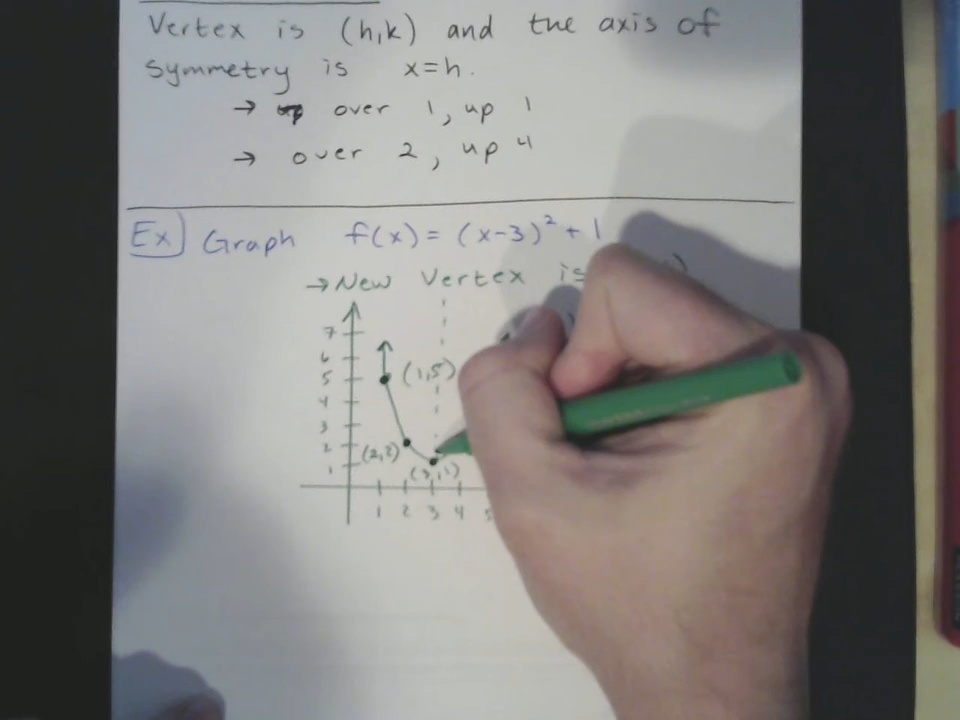 Vertex is (h,k) and the axis of
symmetry is x=h.
→ over 1, up 1
→ over 2, up 4
Ex Graph f(x) = (x-3)² + 1
→ New Vertex is
7
6
5 (1,5)
4
3
2 (2,2)
1 (3,1)
1 2 3 4